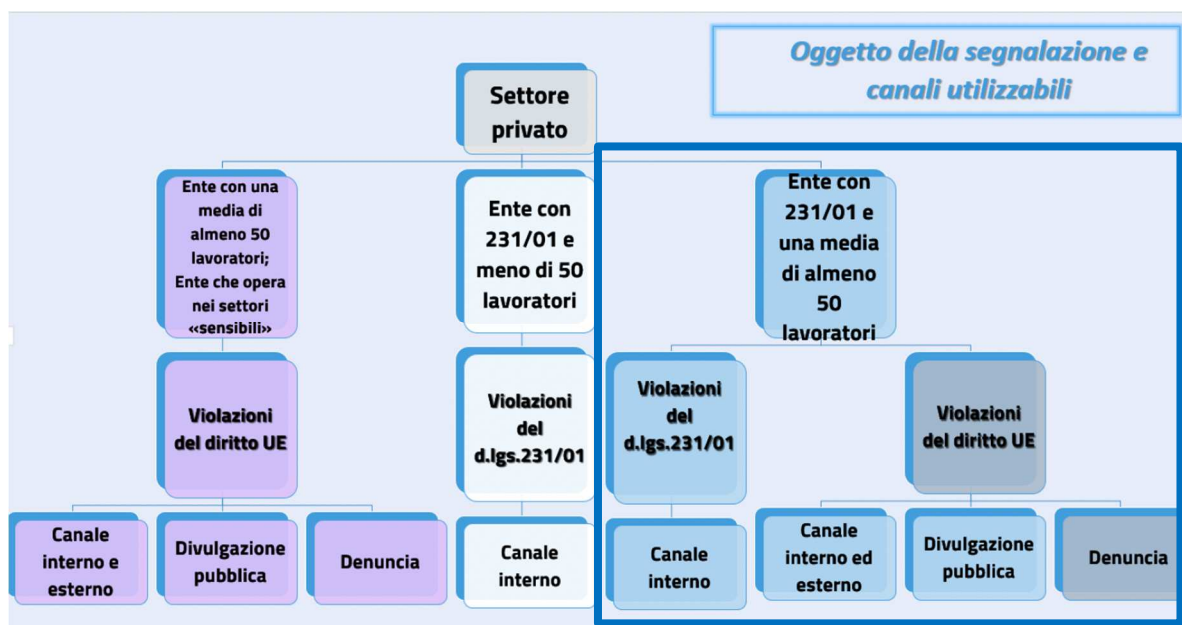 Oggetto della segnalazione e
canali utilizzabili
Settore
privato
Ente con una
media di
almeno 50
lavoratori;
Ente che opera
nei settori
«sensibili»
Ente con
231/01 e
meno di 50
lavoratori
Ente con
231/01 e
una media
di almeno
50
lavoratori
Violazioni
del diritto UE
Violazioni
del
d.lgs.231/01
Violazioni
del
d.lgs.231/01
Violazioni
del diritto UE
Canale
interno e
esterno
Divulgazione
pubblica
Denuncia
Canale
interno
Canale
interno
Canale
interno ed
esterno
Divulgazione
pubblica
Denuncia